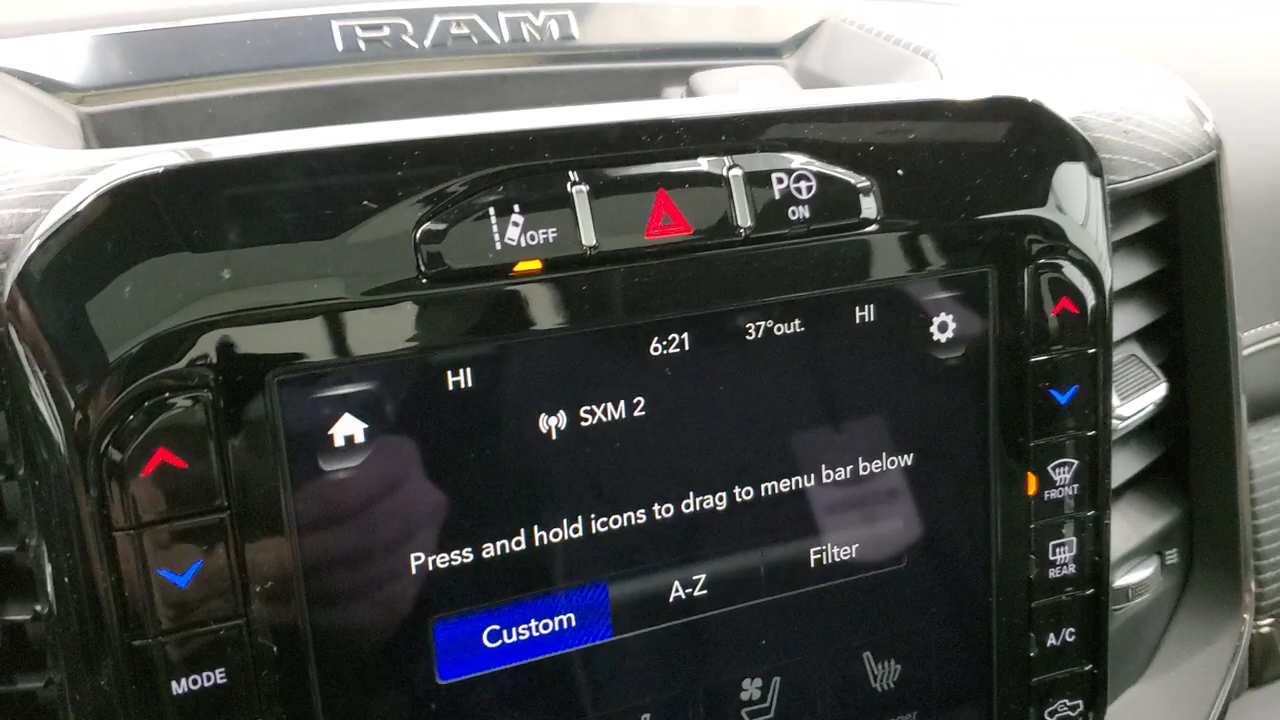 RAM
OFF
P
ON
HI
6:21
37°out.
HI
SXM 2
Press and hold icons to drag to menu bar below
Custom
A-Z
Filter
FRONT
REAR
A/C
MODE